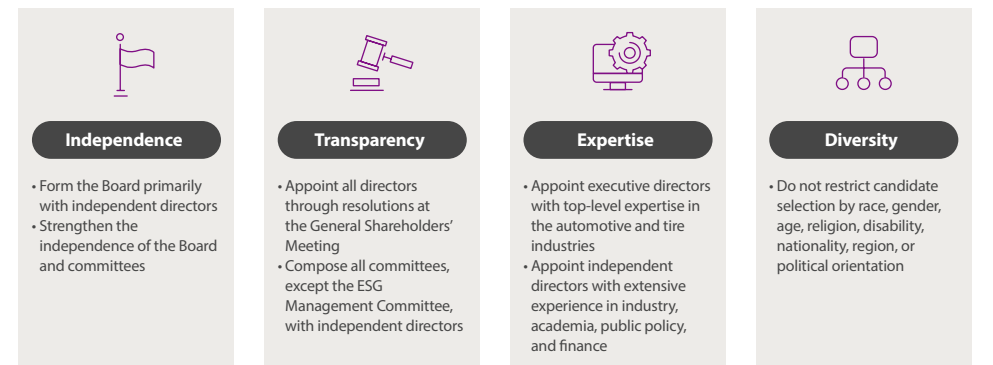 Independence
• Form the Board primarily
with independent directors
• Strengthen the
independence of the Board
and committees
Transparency
• Appoint all directors
through resolutions at
the General Shareholders’
Meeting
• Compose all committees,
except the ESG
Management Committee,
with independent directors
Expertise
• Appoint executive directors
with top-level expertise in
the automotive and tire
industries
• Appoint independent
directors with extensive
experience in industry,
academia, public policy,
and finance
Diversity
• Do not restrict candidate
selection by race, gender,
age, religion, disability,
nationality, region, or
political orientation